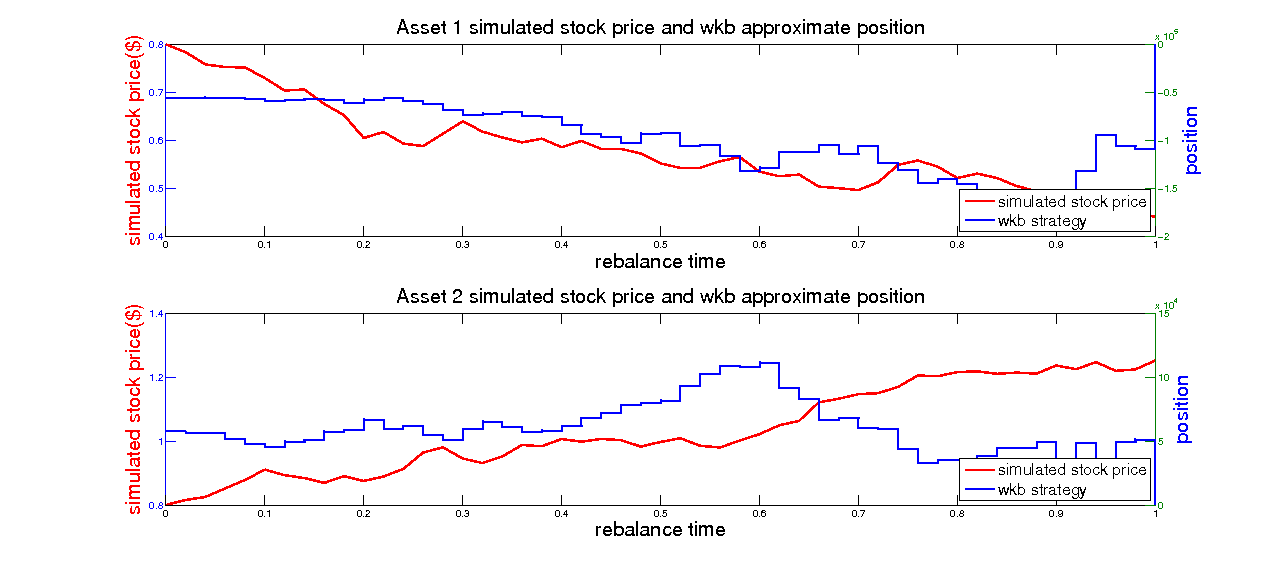 Asset 1 simulated stock price and wkb approximate position
x 10^5
simulated stock price($)
0.8
0.7
0.6
0.5
0.4
0
-0.5
-1
-1.5
-2
position
simulated stock price
wkb strategy
0 0.1 0.2 0.3 0.4 0.5 0.6 0.7 0.8 0.9 1
rebalance time
Asset 2 simulated stock price and wkb approximate position
x 10^4
simulated stock price($)
1.4
1.2
1
0.8
15
10
5
0
position
simulated stock price
wkb strategy
0 0.1 0.2 0.3 0.4 0.5 0.6 0.7 0.8 0.9 1
rebalance time